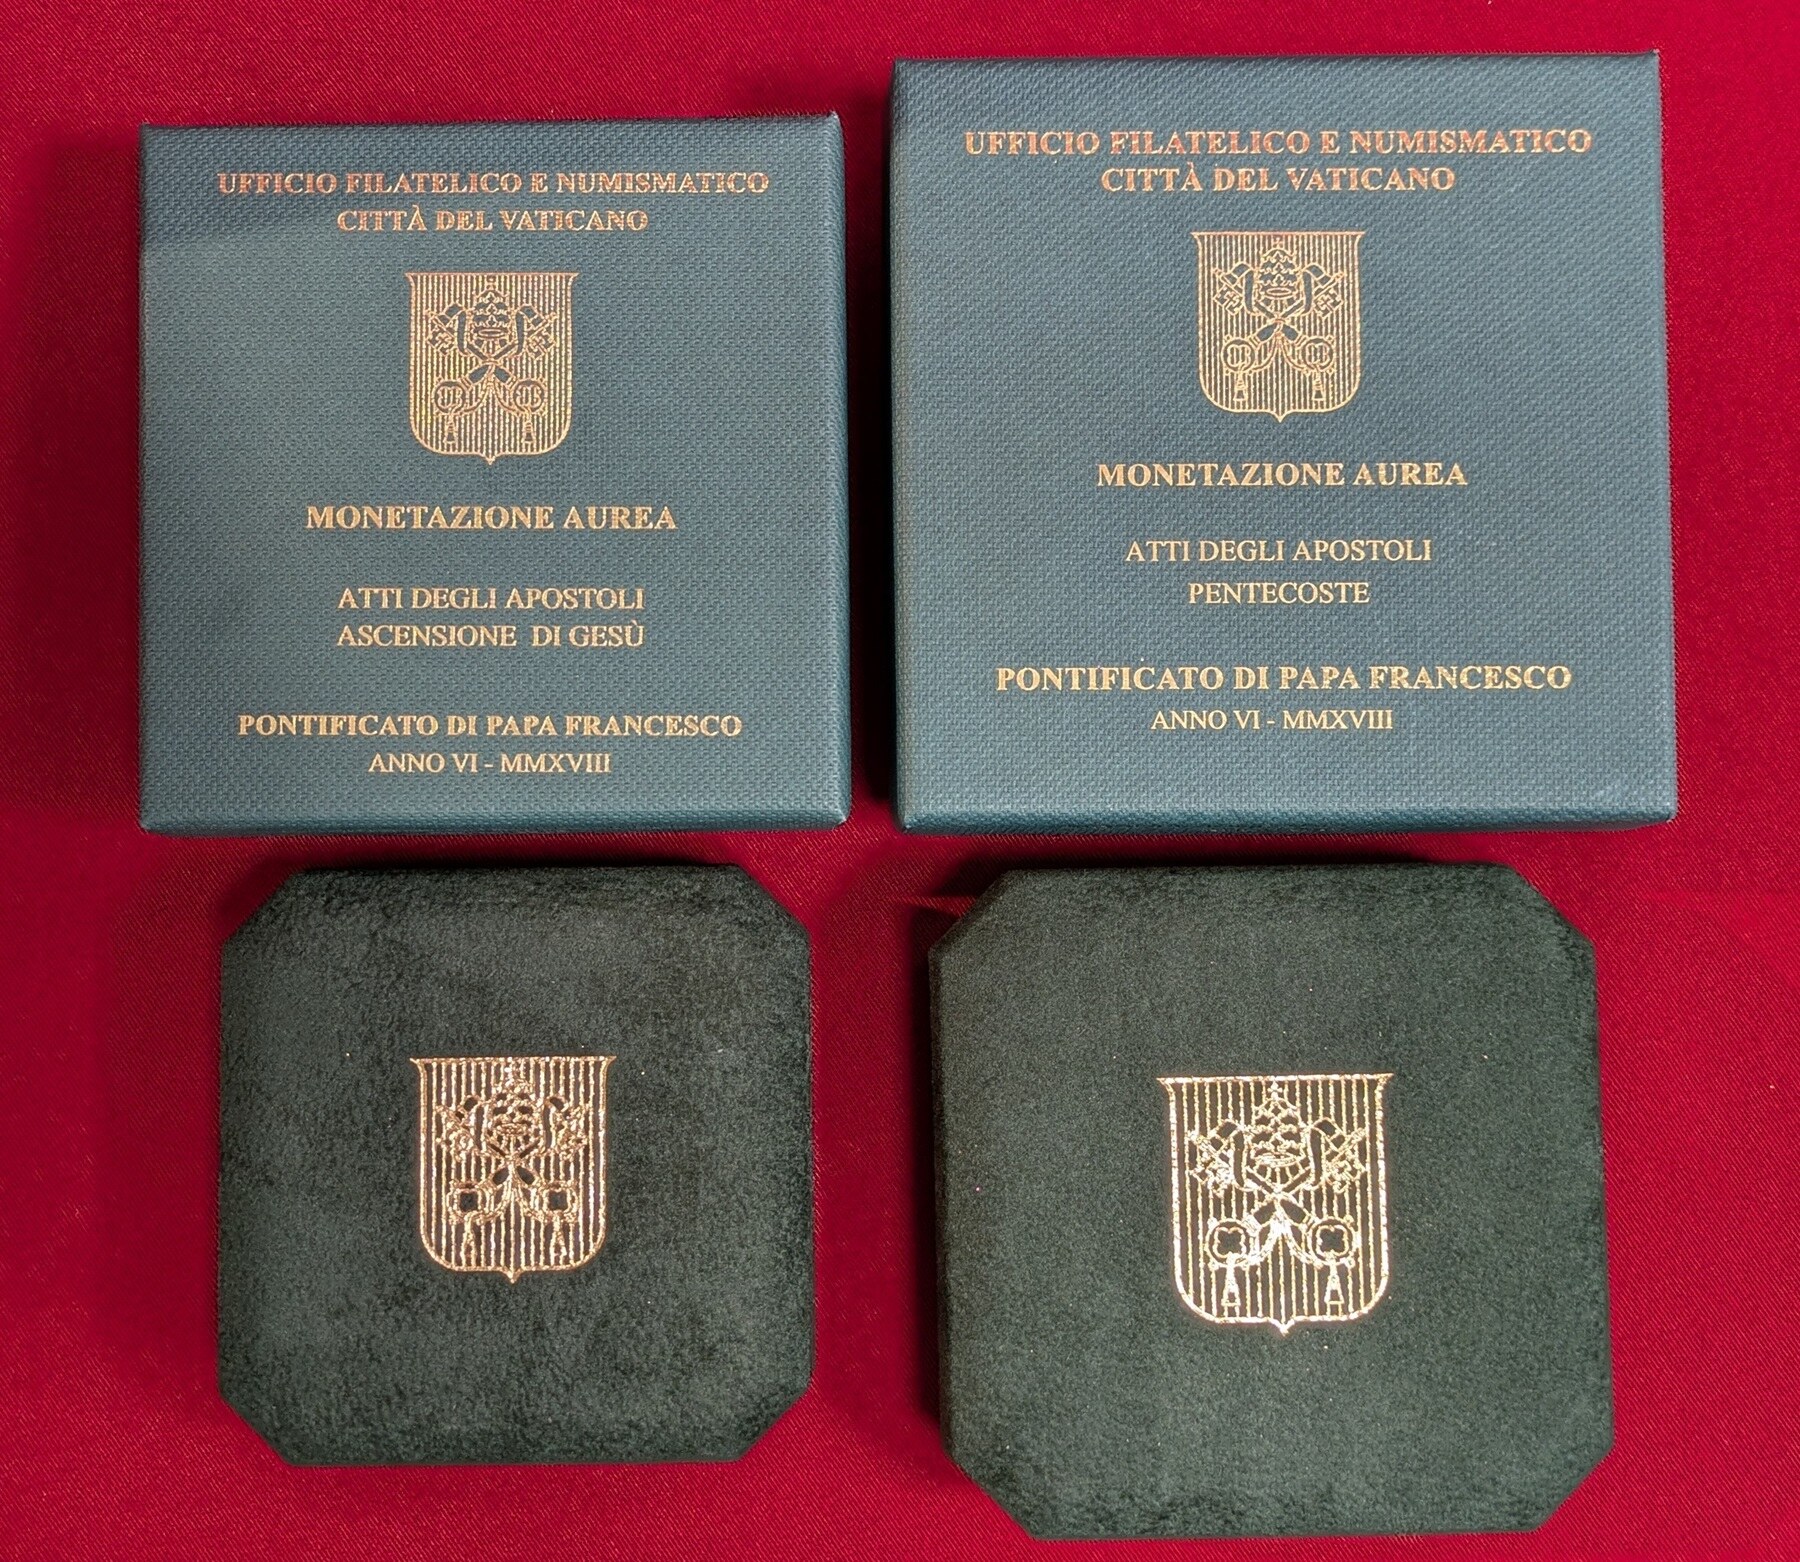 UFFICIO FILATELICO E NUMISMATICO
CITTÀ DEL VATICANO
MONETAZIONE AUREA
ATTI DEGLI APOSTOLI
ASCENSIONE DI GESÙ
PONTIFICATO DI PAPA FRANCESCO
ANNO VI - MMXVIII
UFFICIO FILATELICO E NUMISMATICO
CITTÀ DEL VATICANO
MONETAZIONE AUREA
ATTI DEGLI APOSTOLI
PENTECOSTE
PONTIFICATO DI PAPA FRANCESCO
ANNO VI - MMXVIII